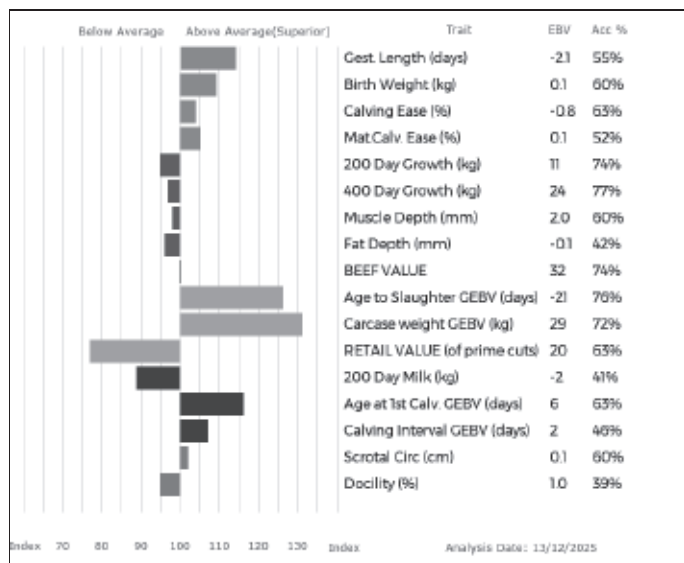 Below Average Above Average(Superior) Trait EBV Acc %
Gest. Length (days) -2.1 55%
Birth Weight (kg) 0.1 60%
Calving Ease (%) -0.8 63%
Mat.Calv. Ease (%) 0.1 52%
200 Day Growth (kg) 11 74%
400 Day Growth (kg) 24 77%
Muscle Depth (mm) 2.0 60%
Fat Depth (mm) -0.1 42%
BEEF VALUE 32 74%
Age to Slaughter GEBV (days) -21 76%
Carcase weight GEBV (kg) 29 72%
RETAIL VALUE (of prime cuts) 20 63%
200 Day Milk (kg) -2 41%
Age at 1st Calv. GEBV (days) 6 63%
Calving Interval GEBV (days) 2 46%
Scrotal Circ (cm) 0.1 60%
Docility (%) 1.0 39%
Index 70 80 90 100 110 120 130 Index Analysis Date: 13/12/2025